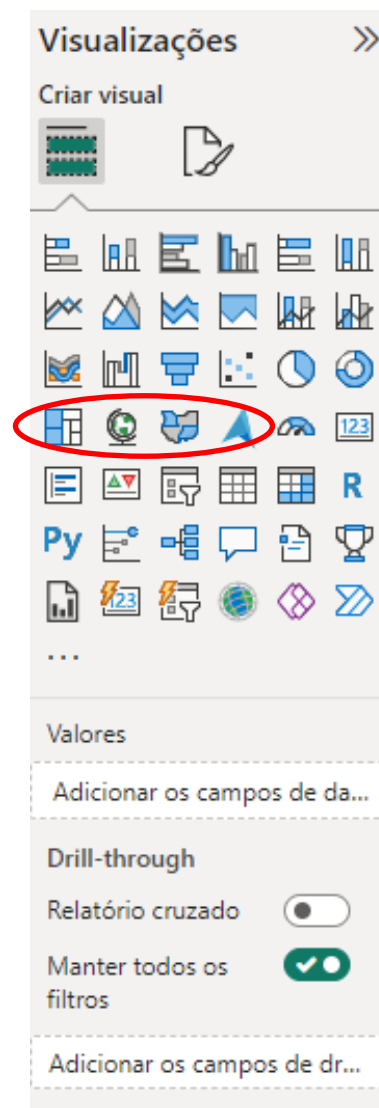 Visualizações
Criar visual
123
R
Py
123
...
Valores
Adicionar os campos de da...
Drill-through
Relatório cruzado
Manter todos os
filtros
Adicionar os campos de dr...